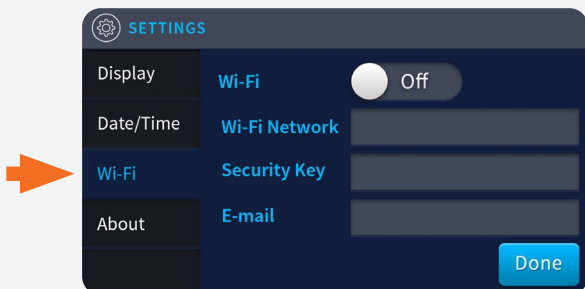 SETTINGS
Display
Date/Time
Wi-Fi
About
Wi-Fi Off
Wi-Fi Network
Security Key
E-mail
Done